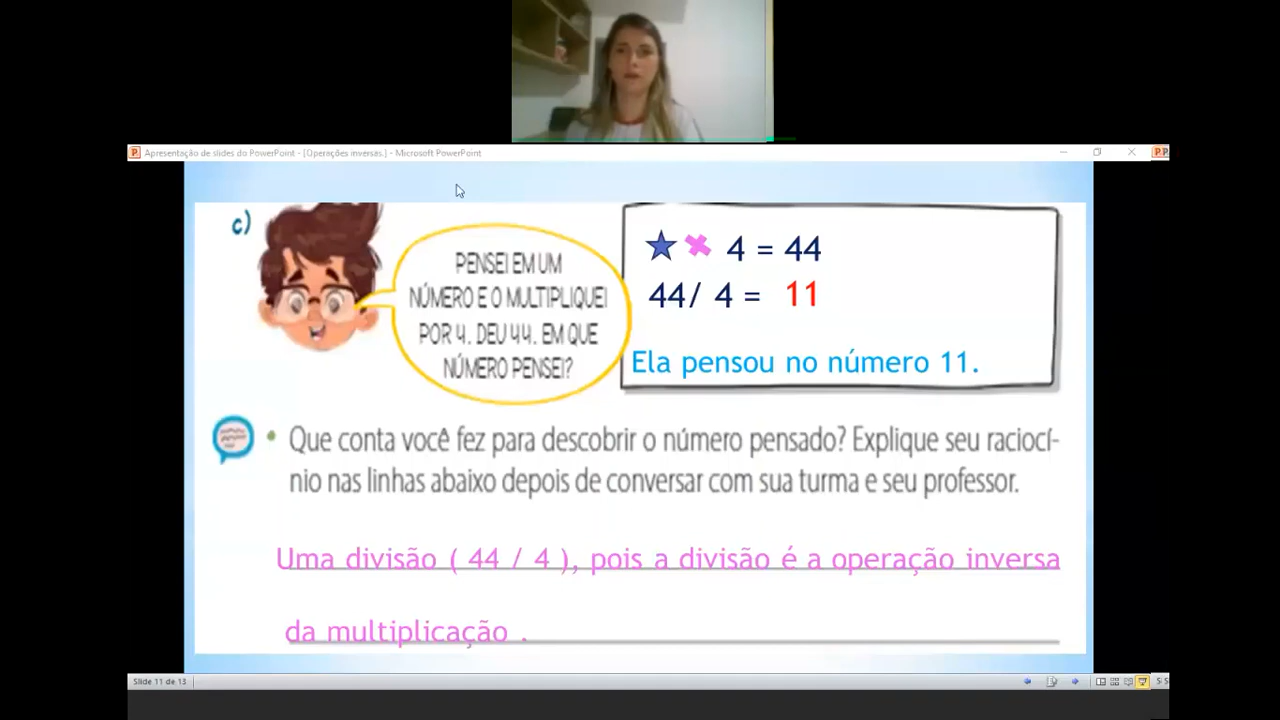 Apresentação de slides do PowerPoint - [Operações inversas.] - Microsoft PowerPoint
c)
PENSEI EM UM
NÚMERO E O MULTIPLIQUEI
POR 4. DEU 44. EM QUE
NÚMERO PENSEI?
4 = 44
44/ 4 = 11
Ela pensou no número 11.
• Que conta você fez para descobrir o número pensado? Explique seu raciocí-
nio nas linhas abaixo depois de conversar com sua turma e seu professor.
Uma divisão ( 44 / 4 ), pois a divisão é a operação inversa
da multiplicação .
Slide 11 de 13